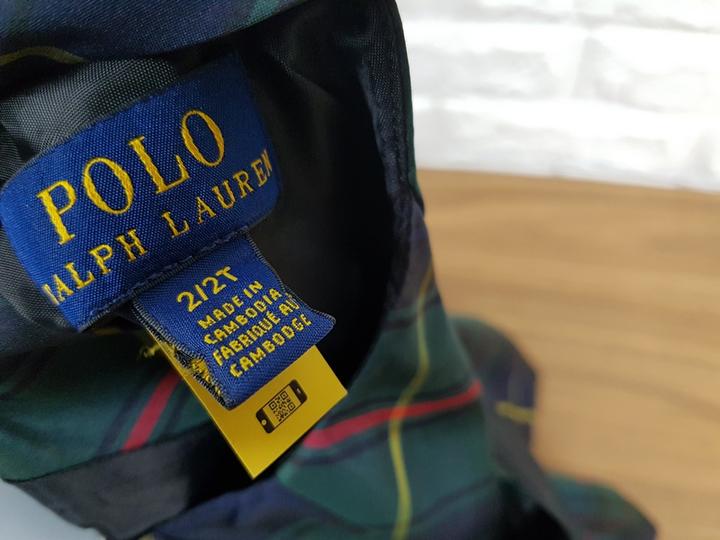 POLO
RALPH LAUREN
2/2T
MADE IN
CAMBODIA
FABRIQUÉ AU
CAMBODGE